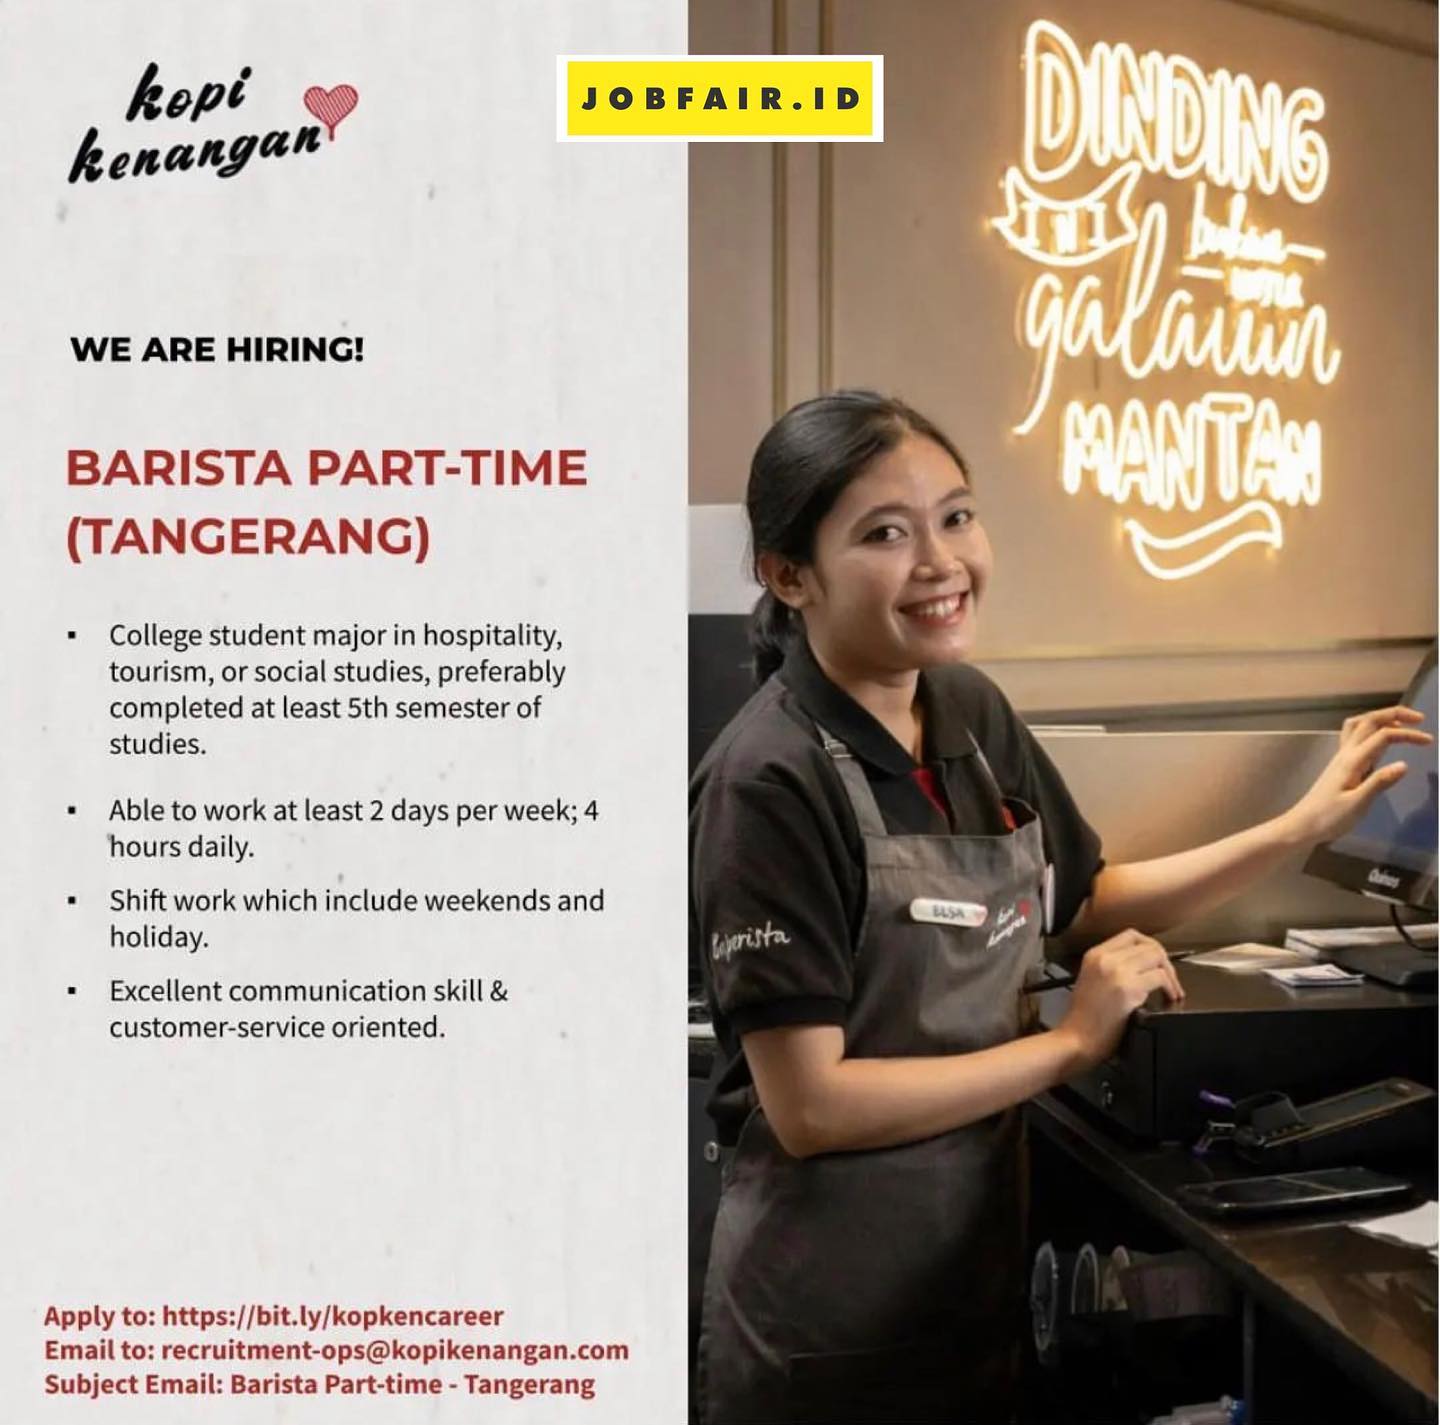 kopi
kenangan
JOBFAIR.ID
WE ARE HIRING!
BARISTA PART-TIME
(TANGERANG)
▪ College student major in hospitality,
tourism, or social studies, preferably
completed at least 5th semester of
studies.
▪ Able to work at least 2 days per week; 4
hours daily.
▪ Shift work which include weekends and
holiday.
▪ Excellent communication skill &
customer-service oriented.
Apply to: https://bit.ly/kopkencareer
Email to: recruitment-ops@kopikenangan.com
Subject Email: Barista Part-time - Tangerang
DINDING
INI bukan
galauin
MANTAN
ELSA
kopi
kenangan